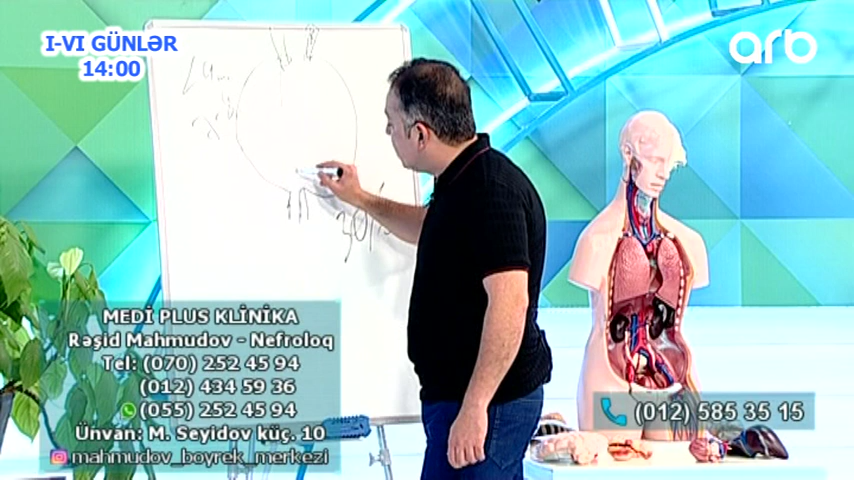 I-VI GÜNLƏR
14:00
arb
MEDİ PLUS KLİNİKA
Rəşid Mahmudov - Nefroloq
Tel: (070) 252 45 94
(012) 434 59 36
(055) 252 45 94
Ünvan: M. Seyidov küç. 10
mahmudov_boyrek_merkezi
(012) 585 35 15